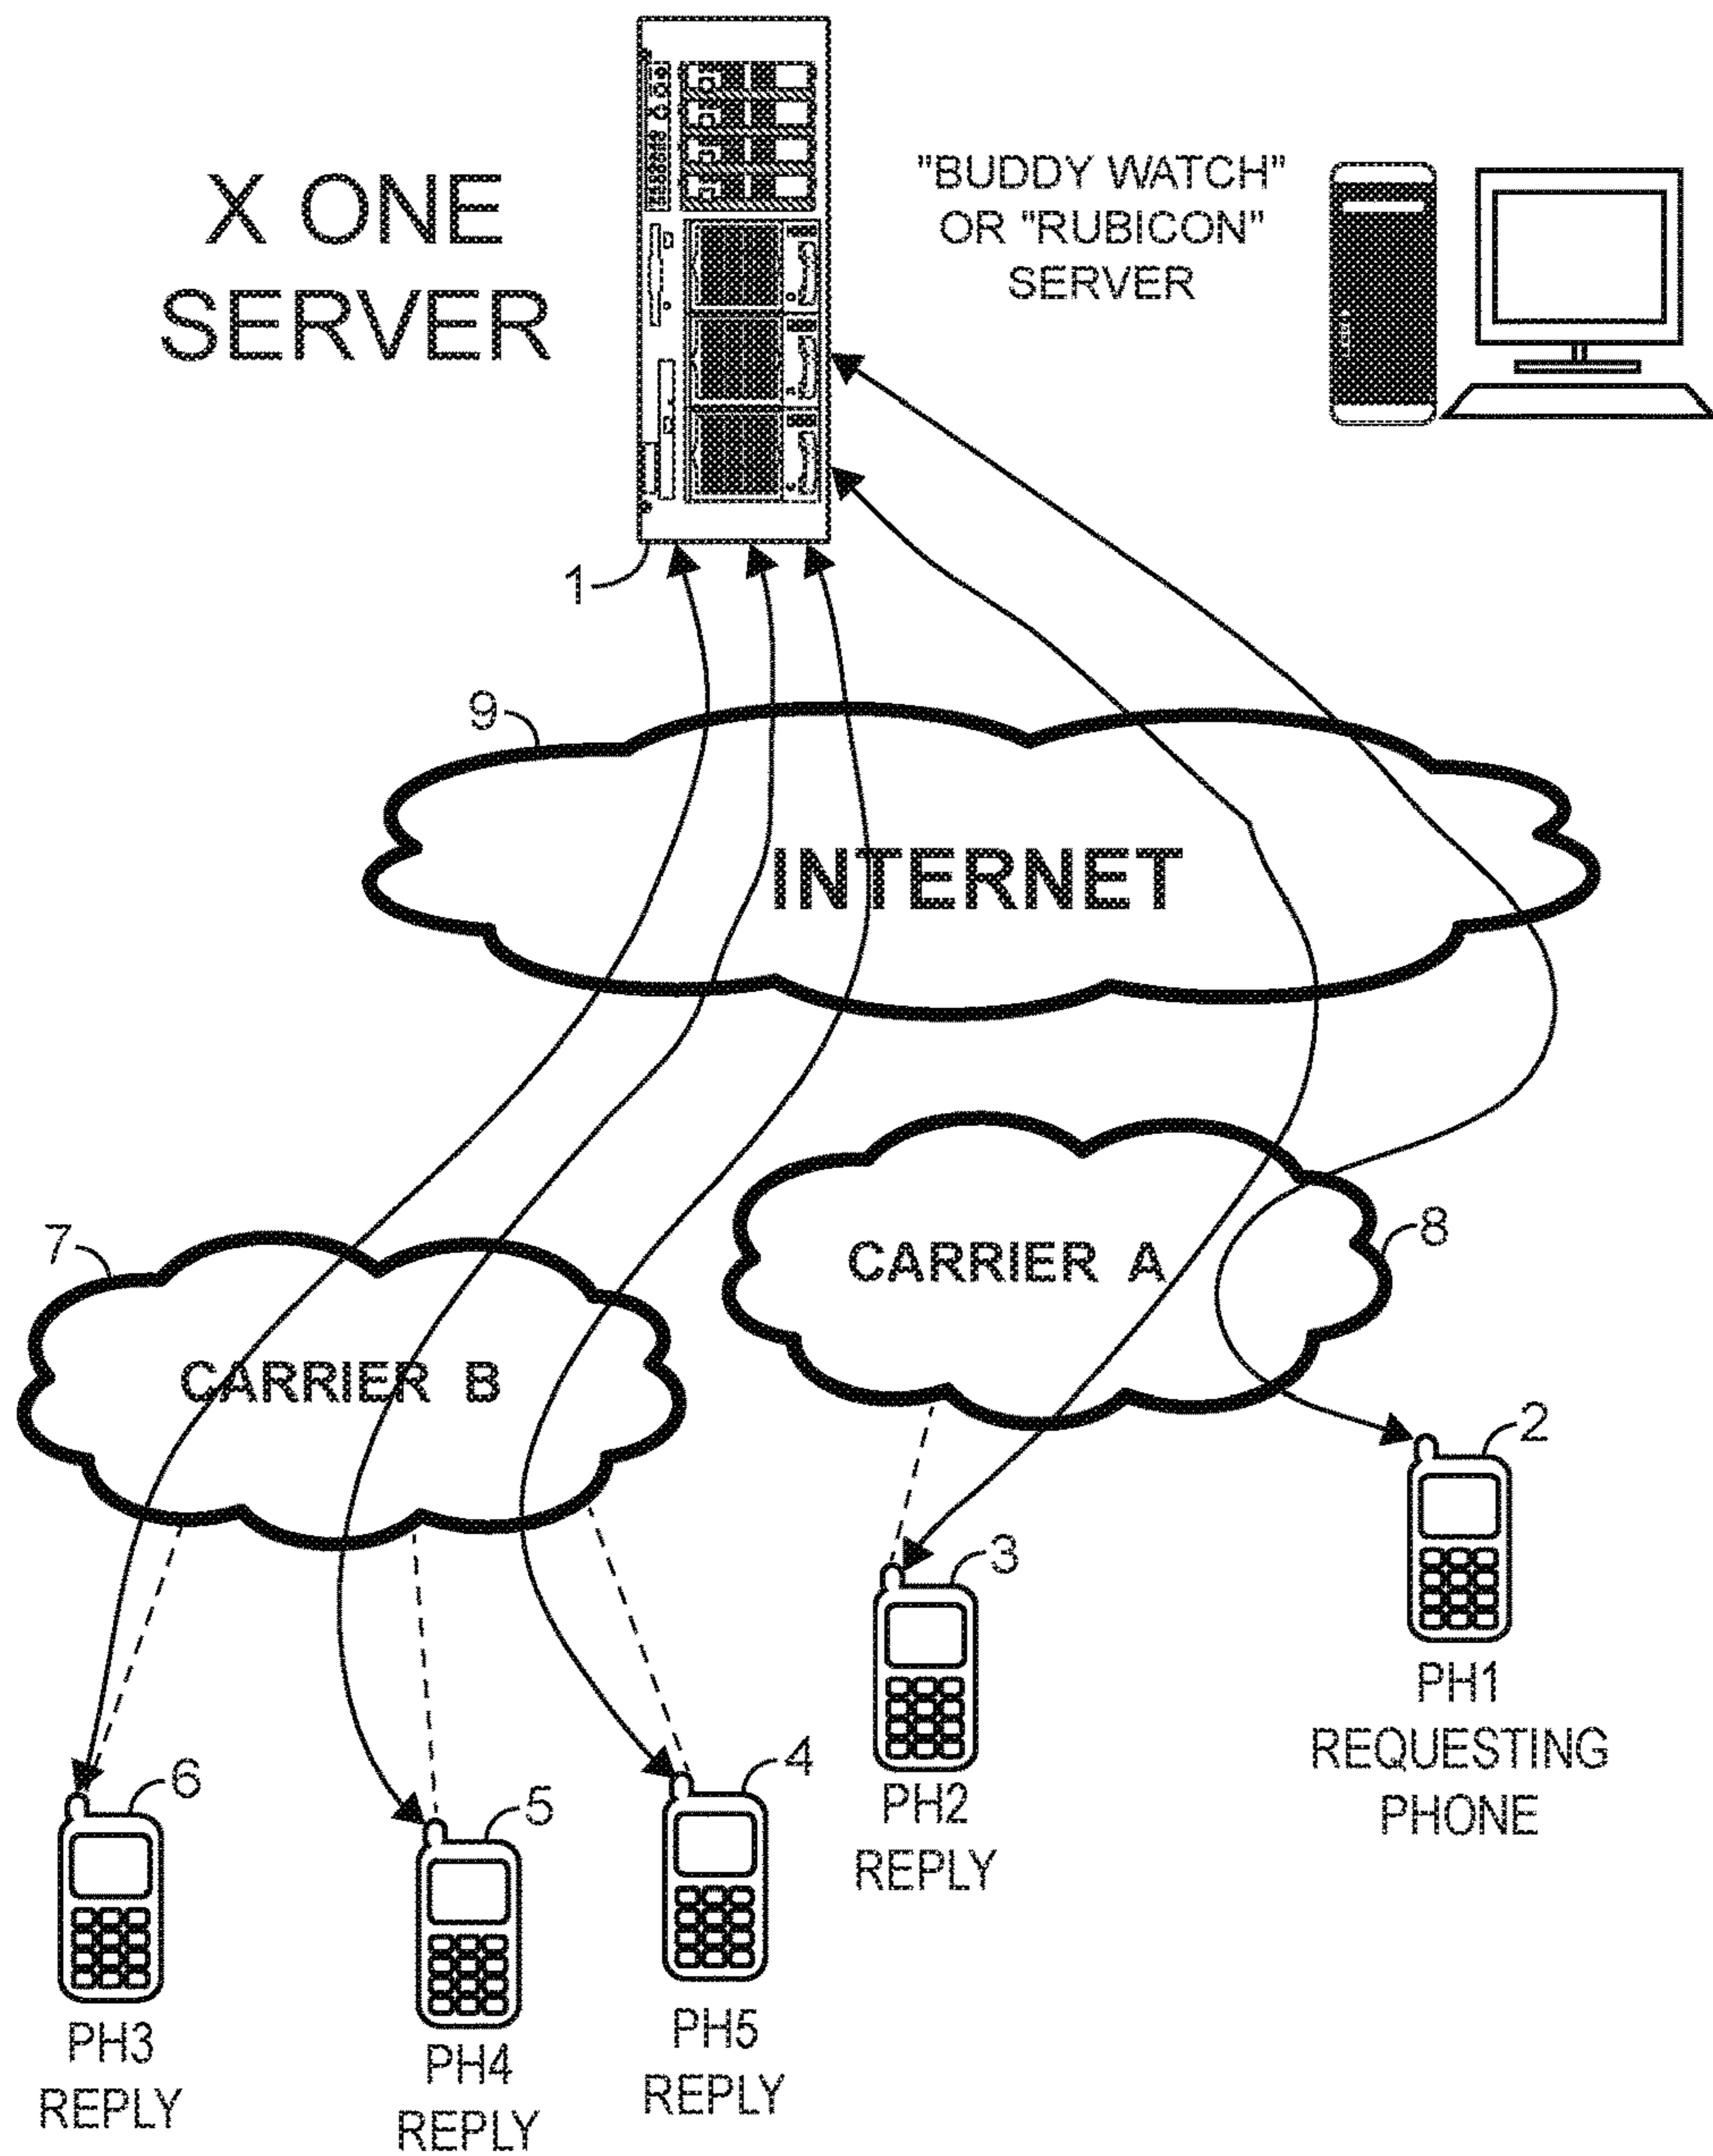 X ONE
SERVER
"BUDDY WATCH"
OR "RUBICON"
SERVER
1
9
INTERNET
7
CARRIER B
CARRIER A
8
2
PH1
REQUESTING
PHONE
3
PH2
REPLY
6
PH3
REPLY
5
PH4
REPLY
4
PH5
REPLY